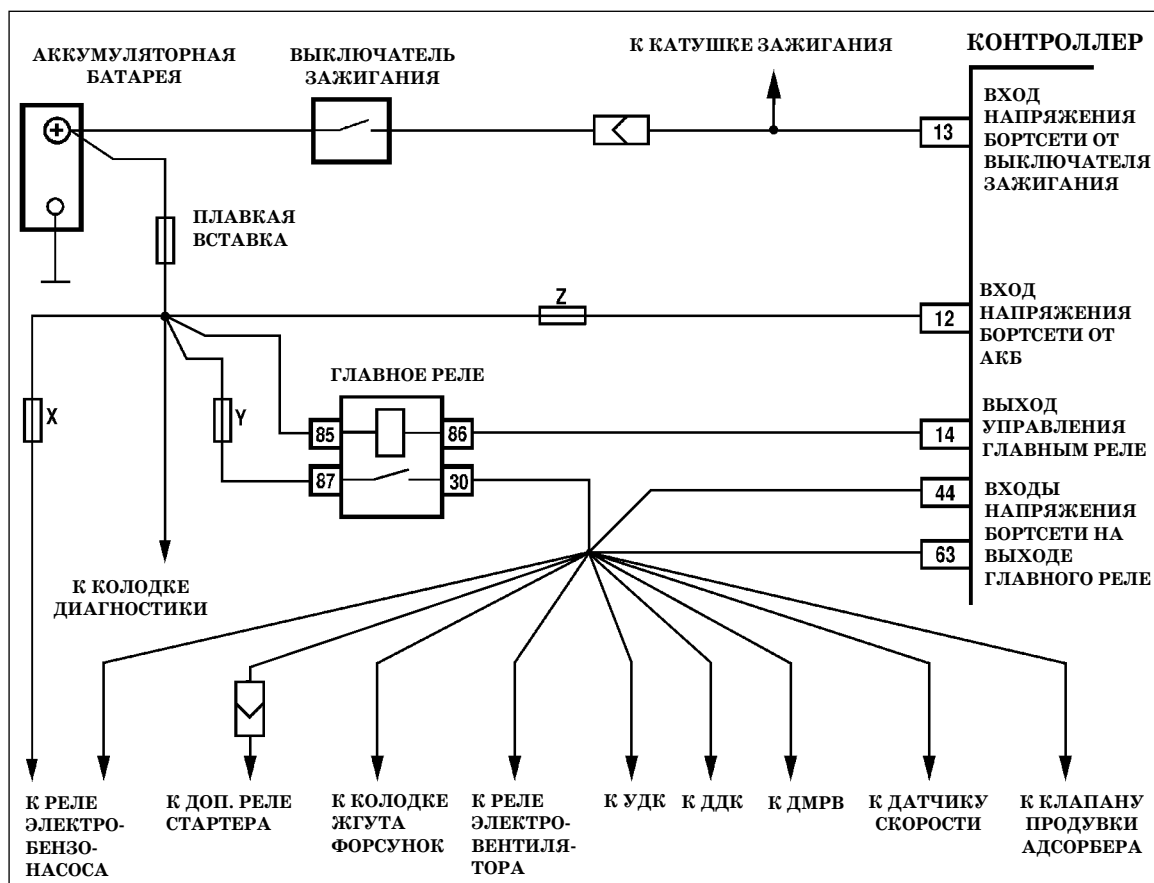 АККУМУЛЯТОРНАЯ
БАТАРЕЯ
ВЫКЛЮЧАТЕЛЬ
ЗАЖИГАНИЯ
К КАТУШКЕ ЗАЖИГАНИЯ
КОНТРОЛЛЕР
13
ВХОД
НАПРЯЖЕНИЯ
БОРТСЕТИ ОТ
ВЫКЛЮЧАТЕЛЯ
ЗАЖИГАНИЯ
ПЛАВКАЯ
ВСТАВКА
Z
12
ВХОД
НАПРЯЖЕНИЯ
БОРТСЕТИ ОТ
АКБ
X
Y
ГЛАВНОЕ РЕЛЕ
85
86
87
30
14
ВЫХОД
УПРАВЛЕНИЯ
ГЛАВНЫМ РЕЛЕ
44
63
ВХОДЫ
НАПРЯЖЕНИЯ
БОРТСЕТИ НА
ВЫХОДЕ
ГЛАВНОГО РЕЛЕ
К КОЛОДКЕ
ДИАГНОСТИКИ
К РЕЛЕ
ЭЛЕКТРО-
БЕНЗО-
НАСОСА
К ДОП. РЕЛЕ
СТАРТЕРА
К КОЛОДКЕ
ЖГУТА
ФОРСУНОК
К РЕЛЕ
ЭЛЕКТРО-
ВЕНТИЛЯ-
ТОРА
К УДК
К ДДК
К ДМРВ
К ДАТЧИКУ
СКОРОСТИ
К КЛАПАНУ
ПРОДУВКИ
АДСОРБЕРА